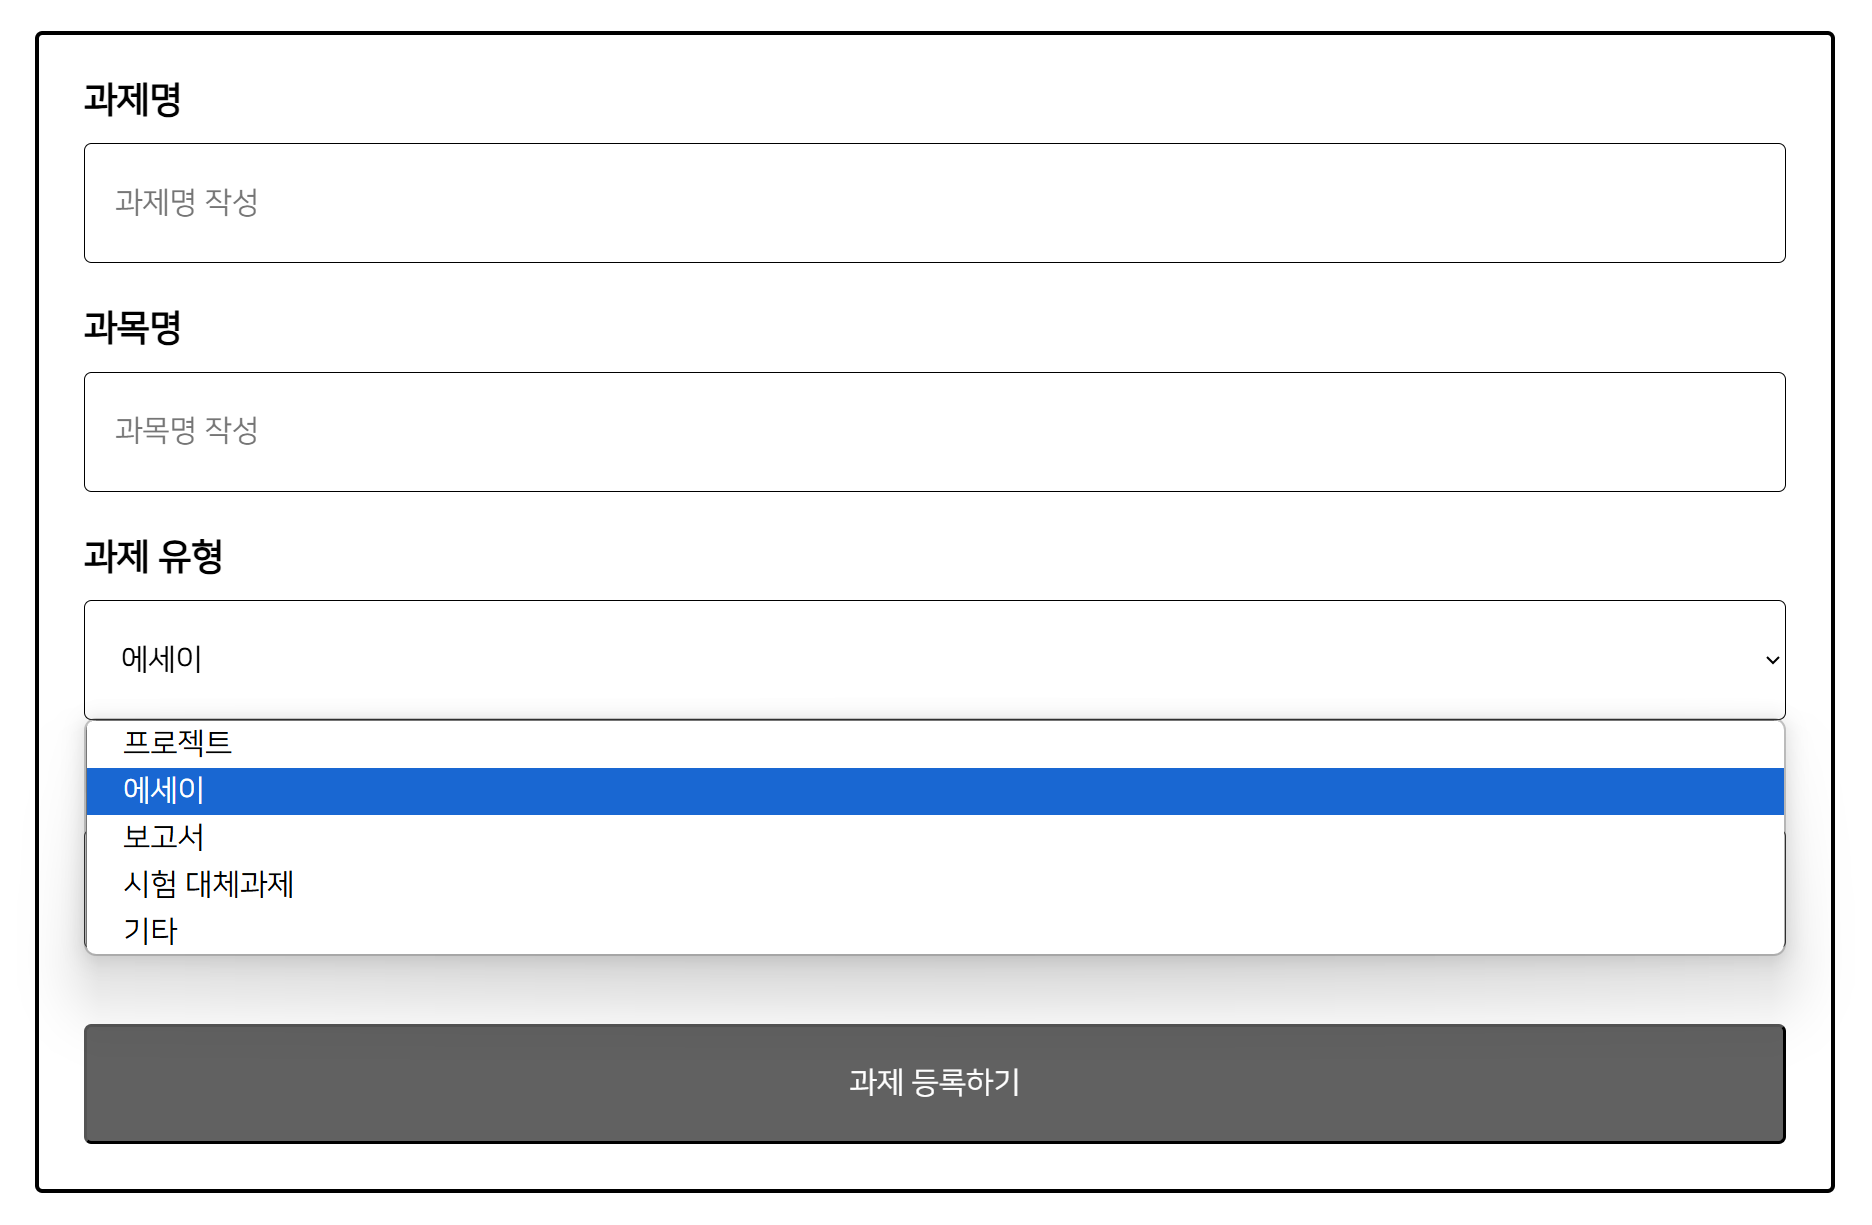 과제명
과제명 작성
과목명
과목명 작성
과제 유형
에세이
프로젝트
에세이
보고서
시험 대체과제
기타
과제 등록하기